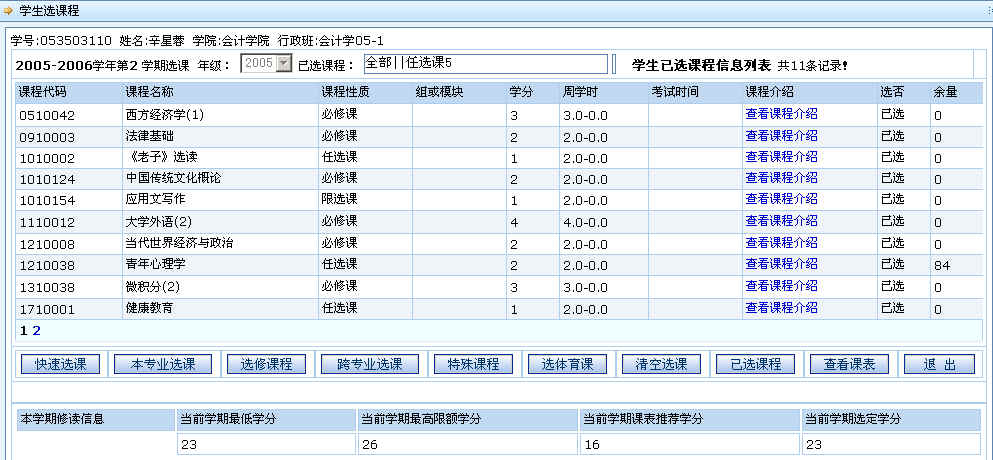 学生选课程
学号:053503110 姓名:辛星蓉 学院:会计学院 行政班:会计学05-1
2005-2006学年第2 学期选课 年级： 2005 已选课程： 全部||任选课5 学生已选课程信息列表 共11条记录!
课程代码 课程名称 课程性质 组或模块 学分 周学时 考试时间 课程介绍 选否 余量
0510042 西方经济学(1) 必修课 3 3.0-0.0 查看课程介绍 已选 0
0910003 法律基础 必修课 2 2.0-0.0 查看课程介绍 已选 0
1010002 《老子》选读 任选课 1 2.0-0.0 查看课程介绍 已选 0
1010124 中国传统文化概论 必修课 2 2.0-0.0 查看课程介绍 已选 0
1010154 应用文写作 限选课 1 2.0-0.0 查看课程介绍 已选 0
1110012 大学外语(2) 必修课 4 4.0-0.0 查看课程介绍 已选 0
1210008 当代世界经济与政治 必修课 2 2.0-0.0 查看课程介绍 已选 0
1210038 青年心理学 任选课 2 2.0-0.0 查看课程介绍 已选 84
1310038 微积分(2) 必修课 3 3.0-0.0 查看课程介绍 已选 0
1710001 健康教育 任选课 1 2.0-0.0 查看课程介绍 已选 0
1 2
快速选课 本专业选课 选修课程 跨专业选课 特殊课程 选体育课 清空选课 已选课程 查看课表 退 出
本学期修读信息 当前学期最低学分 当前学期最高限额学分 当前学期课表推荐学分 当前学期选定学分
23 26 16 23